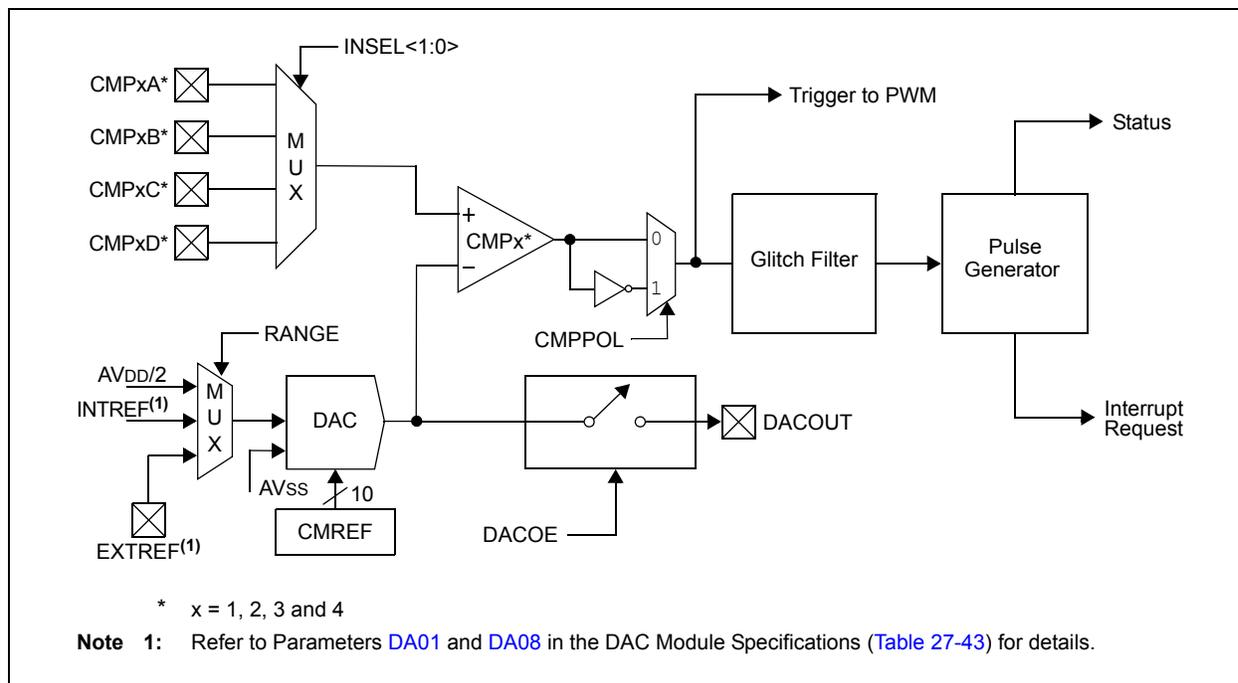 INSEL<1:0>
CMPxA*
CMPxB*
CMPxC*
CMPxD*
M
U
X
Trigger to PWM
Status
+
CMPx*
–
0
1
CMPPOL
Glitch Filter
Pulse
Generator
Interrupt
Request
RANGE
AVDD/2
INTREF(1)
EXTREF(1)
M
U
X
DAC
AVSS
10
CMREF
DACOUT
DACOE
* x = 1, 2, 3 and 4
Note 1: Refer to Parameters DA01 and DA08 in the DAC Module Specifications (Table 27-43) for details.